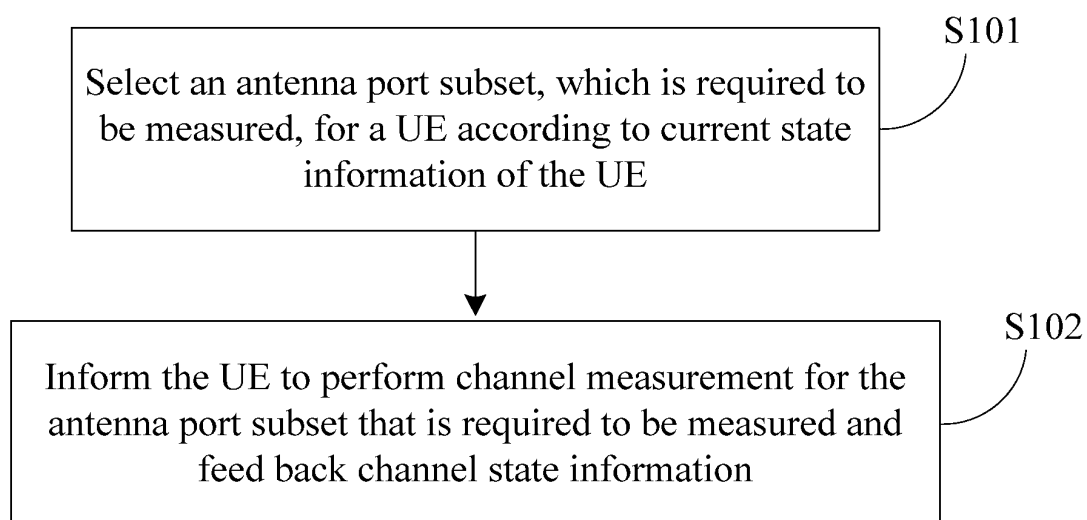 S101
Select an antenna port subset, which is required to
be measured, for a UE according to current state
information of the UE
S102
Inform the UE to perform channel measurement for the
antenna port subset that is required to be measured and
feed back channel state information